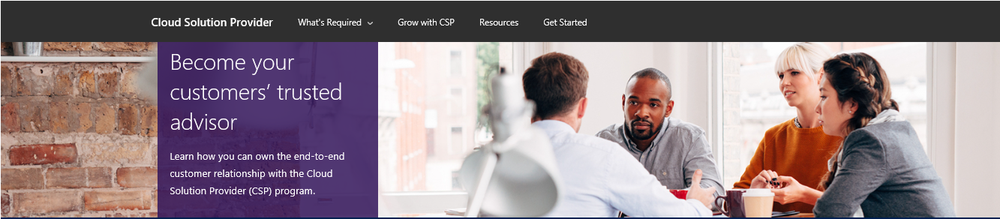 Cloud Solution Provider What's Required Grow with CSP Resources Get Started
Become your
customers’ trusted
advisor
Learn how you can own the end-to-end
customer relationship with the Cloud
Solution Provider (CSP) program.